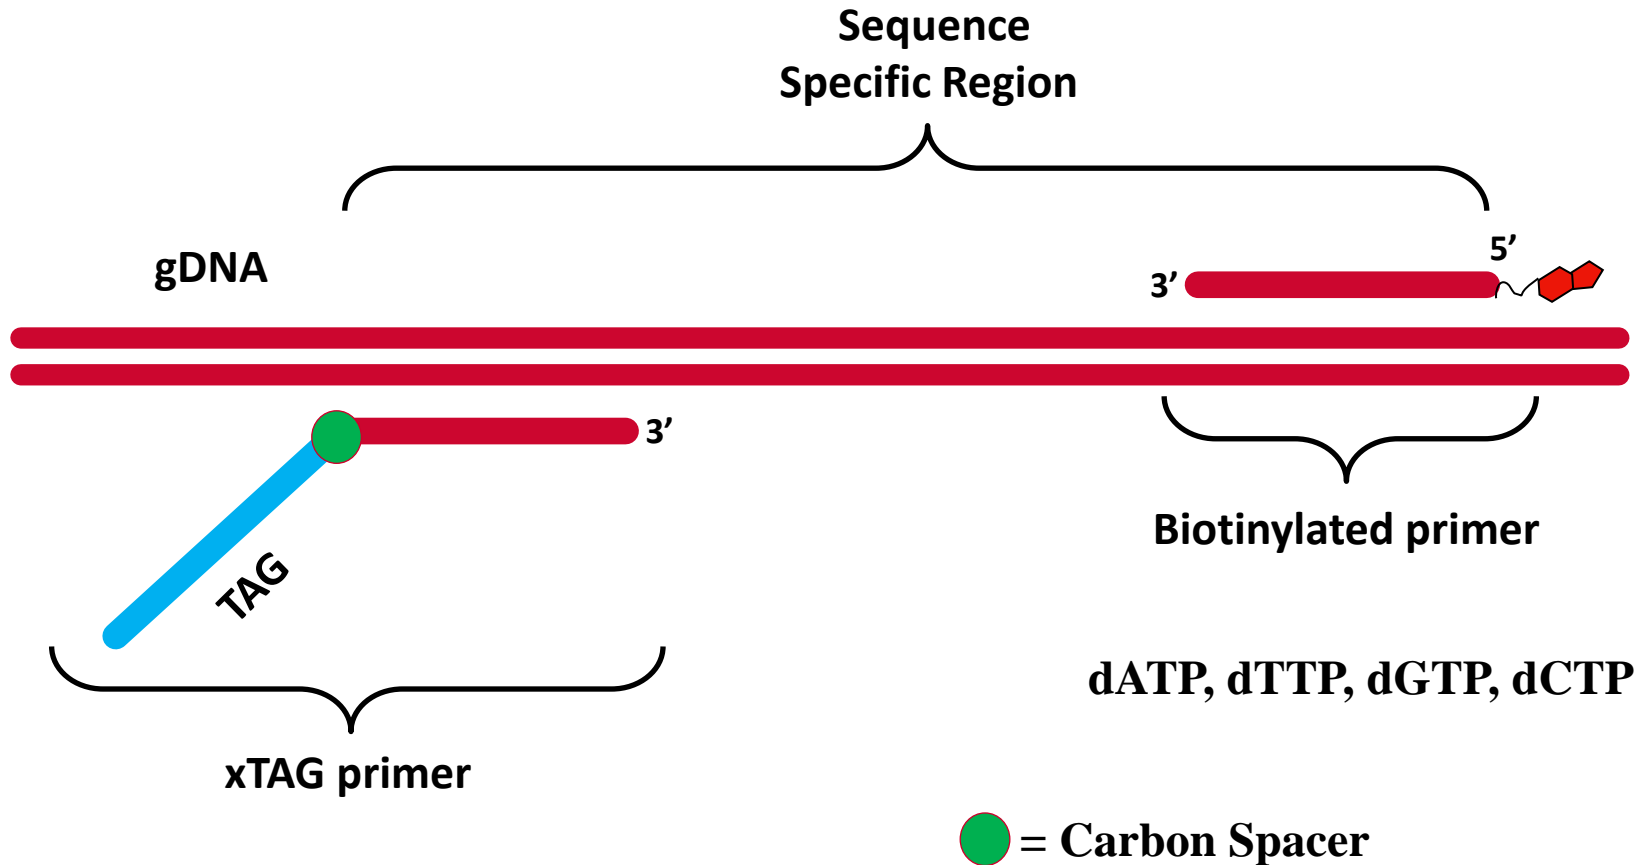 Sequence
Specific Region
gDNA
5’
3’
3’
TAG
Biotinylated primer
xTAG primer
dATP, dTTP, dGTP, dCTP
= Carbon Spacer